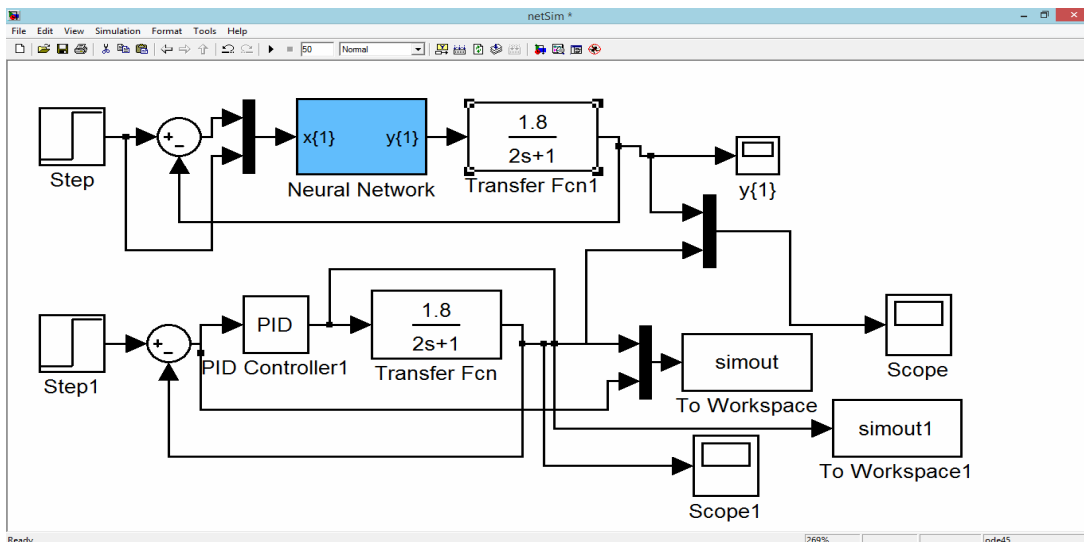 netSim *
File Edit View Simulation Format Tools Help
50 Normal
+
-
x{1} y{1}
1.8
2s+1
Step
Neural Network
Transfer Fcn1
y{1}
+
-
PID
1.8
2s+1
simout
Step1
PID Controller1
Transfer Fcn
To Workspace
Scope
simout1
To Workspace1
Scope1
Ready 269% ode45